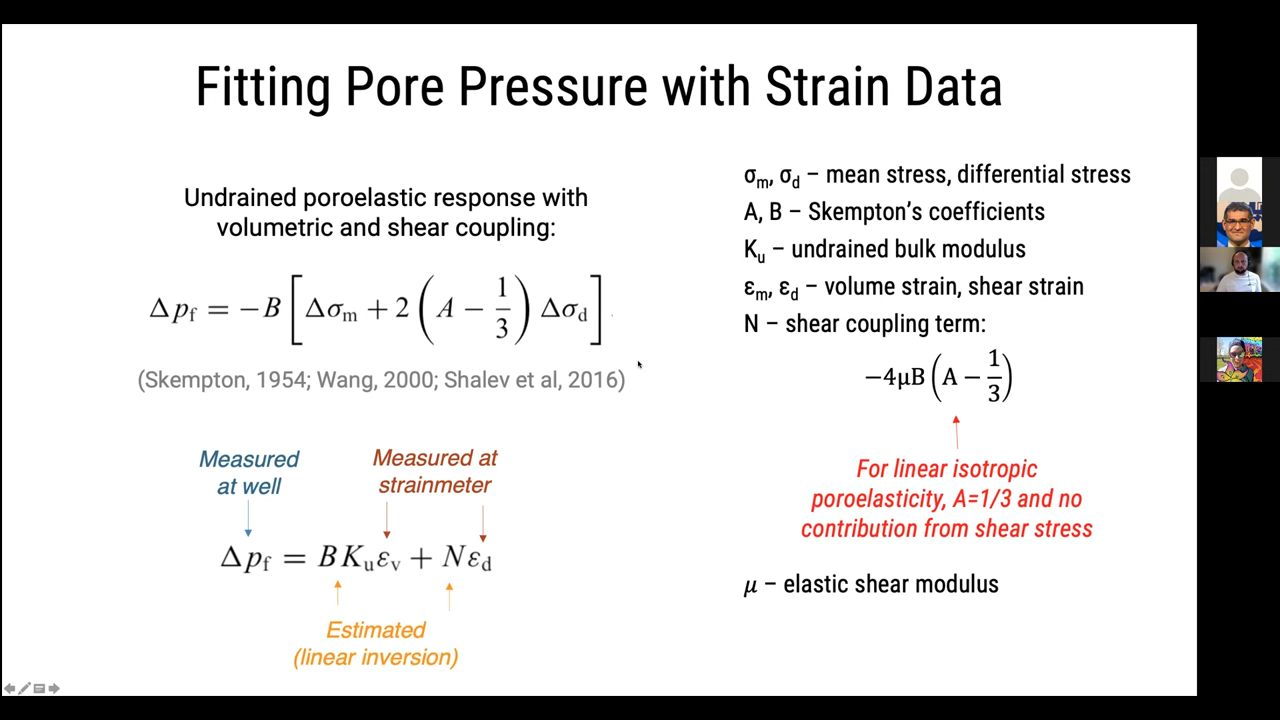 Fitting Pore Pressure with Strain Data
Undrained poroelastic response with
volumetric and shear coupling:
Δp_f = −B[Δσ_m + 2(A − 1/3)Δσ_d]
(Skempton, 1954; Wang, 2000; Shalev et al, 2016)
Measured
at well
Measured at
strainmeter
Δp_f = BK_uε_v + Nε_d
Estimated
(linear inversion)
σ_m, σ_d – mean stress, differential stress
A, B – Skempton's coefficients
K_u – undrained bulk modulus
ε_m, ε_d – volume strain, shear strain
N – shear coupling term:
−4μB(A − 1/3)
For linear isotropic
poroelasticity, A=1/3 and no
contribution from shear stress
μ – elastic shear modulus